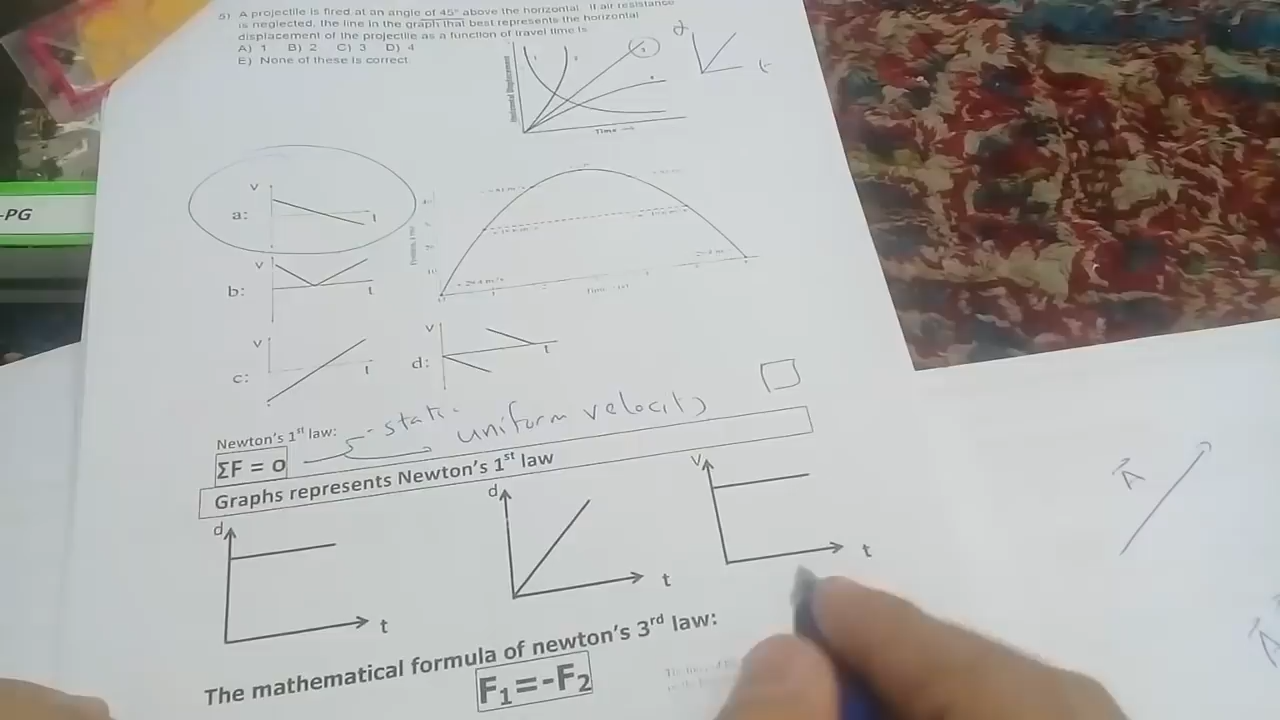 5) A projectile is fired at an angle of 45° above the horizontal. If air resistance
is neglected, the line in the graph that best represents the horizontal
displacement of the projectile as a function of travel time is
A) 1 B) 2 C) 3 D) 4
E) None of these is correct.
Horizontal Displacement
Time
d
t
-PG
a:
v
t
b:
v
t
c:
v
t
d:
v
t
Newton's 1st law:
- static
uniform velocity
ΣF = 0
Graphs represents Newton's 1st law
d
t
d
t
v
t
The mathematical formula of newton's 3rd law:
F₁=-F₂
A
A